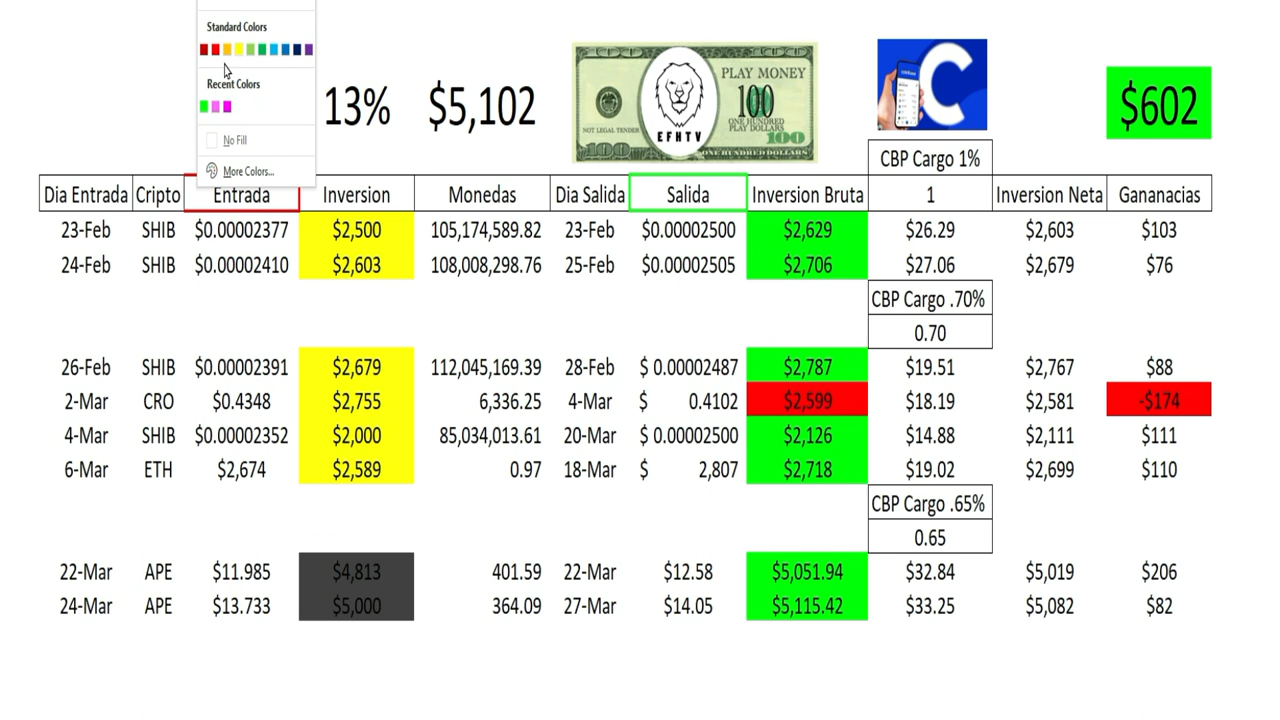 Standard Colors
Recent Colors
No Fill
More Colors...
13% $5,102
PLAY MONEY
100
ONE HUNDRED
PLAY DOLLARS
NOT LEGAL TENDER
EFHTV
100
ONE HUNDRED DOLLARS
100
$602
CBP Cargo 1%
Dia Entrada Cripto Entrada Inversion Monedas Dia Salida Salida Inversion Bruta 1 Inversion Neta Gananacias
23-Feb SHIB $0.00002377 $2,500 105,174,589.82 23-Feb $0.00002500 $2,629 $26.29 $2,603 $103
24-Feb SHIB $0.00002410 $2,603 108,008,298.76 25-Feb $0.00002505 $2,706 $27.06 $2,679 $76
CBP Cargo .70%
0.70
26-Feb SHIB $0.00002391 $2,679 112,045,169.39 28-Feb $ 0.00002487 $2,787 $19.51 $2,767 $88
2-Mar CRO $0.4348 $2,755 6,336.25 4-Mar $ 0.4102 $2,599 $18.19 $2,581 -$174
4-Mar SHIB $0.00002352 $2,000 85,034,013.61 20-Mar $ 0.00002500 $2,126 $14.88 $2,111 $111
6-Mar ETH $2,674 $2,589 0.97 18-Mar $ 2,807 $2,718 $19.02 $2,699 $110
CBP Cargo .65%
0.65
22-Mar APE $11.985 $4,813 401.59 22-Mar $12.58 $5,051.94 $32.84 $5,019 $206
24-Mar APE $13.733 $5,000 364.09 27-Mar $14.05 $5,115.42 $33.25 $5,082 $82